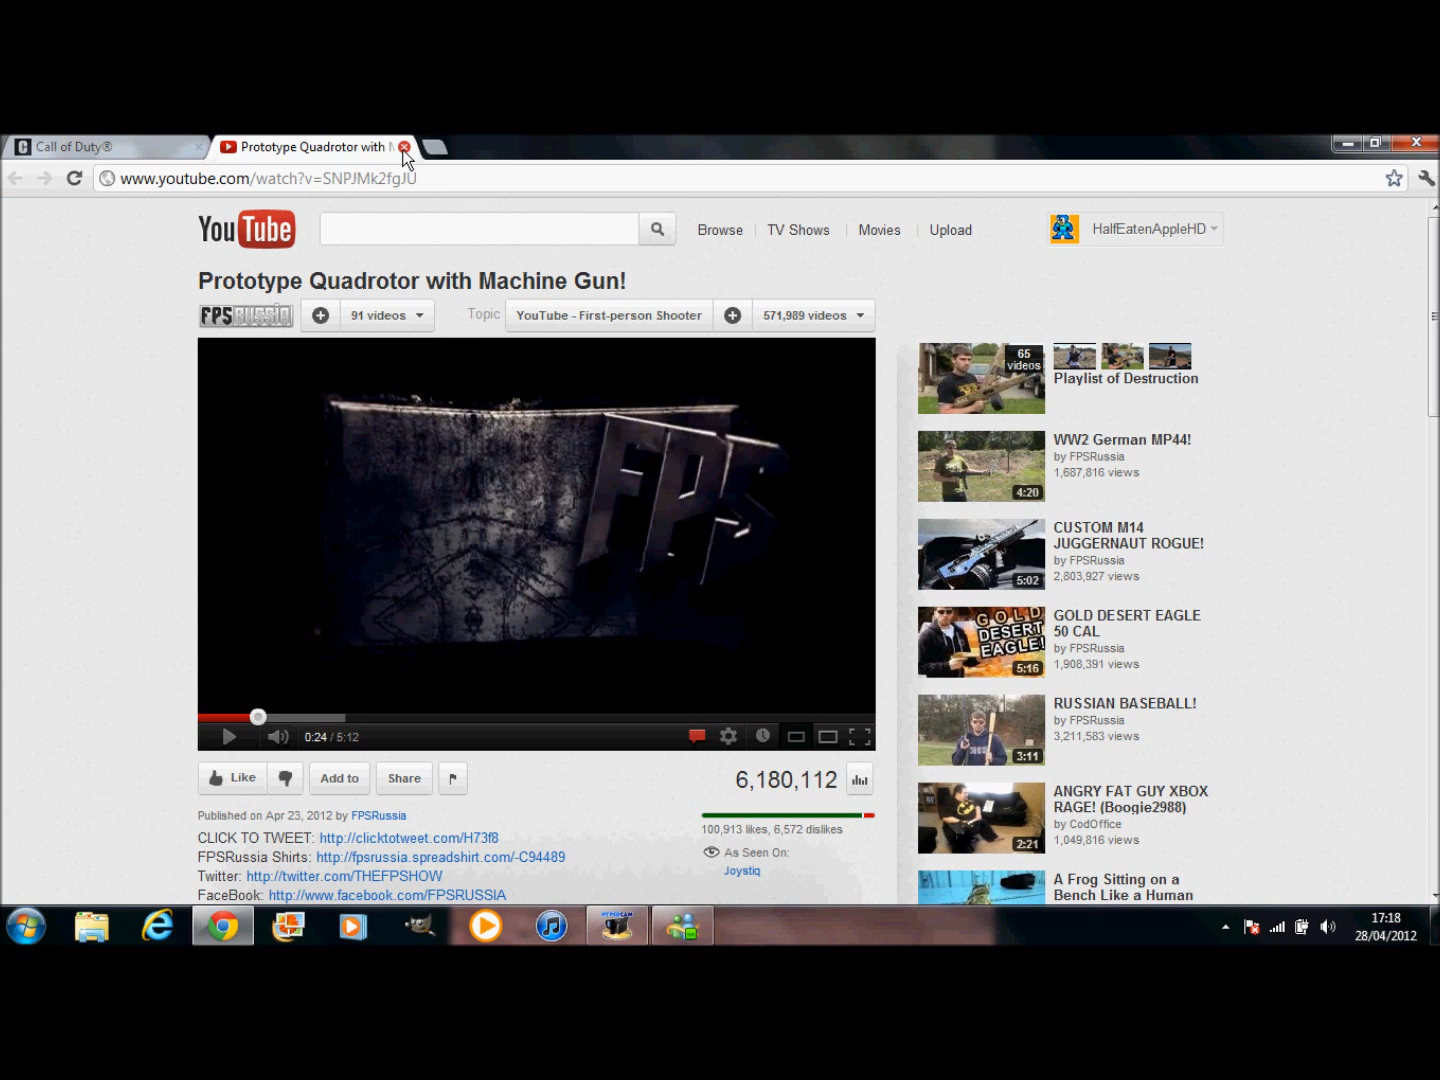 Call of Duty®
Prototype Quadrotor with
www.youtube.com/watch?v=SNPJMk2fgJU
YouTube
Browse
TV Shows
Movies
Upload
HalfEatenAppleHD
Prototype Quadrotor with Machine Gun!
FPSRUSSIA
91 videos
Topic
YouTube - First-person Shooter
571,989 videos
FPS
0:24 / 5:12
Like
Add to
Share
6,180,112
Published on Apr 23, 2012 by FPSRussia
100,913 likes, 6,572 dislikes
CLICK TO TWEET: http://clicktotweet.com/H73f8
As Seen On:
FPSRussia Shirts: http://fpsrussia.spreadshirt.com/-C94489
Joystiq
Twitter: http://twitter.com/THEFPSHOW
FaceBook: http://www.facebook.com/FPSRUSSIA
65
videos
Playlist of Destruction
WW2 German MP44!
by FPSRussia
1,687,816 views
4:20
CUSTOM M14
JUGGERNAUT ROGUE!
by FPSRussia
2,803,927 views
5:02
GOLD
DESERT
EAGLE!
5:16
GOLD DESERT EAGLE
50 CAL
by FPSRussia
1,908,391 views
RUSSIAN BASEBALL!
by FPSRussia
3,211,583 views
3:11
ANGRY FAT GUY XBOX
RAGE! (Boogie2988)
by CodOffice
1,049,816 views
2:21
A Frog Sitting on a
Bench Like a Human
HYPERCAM
17:18
28/04/2012